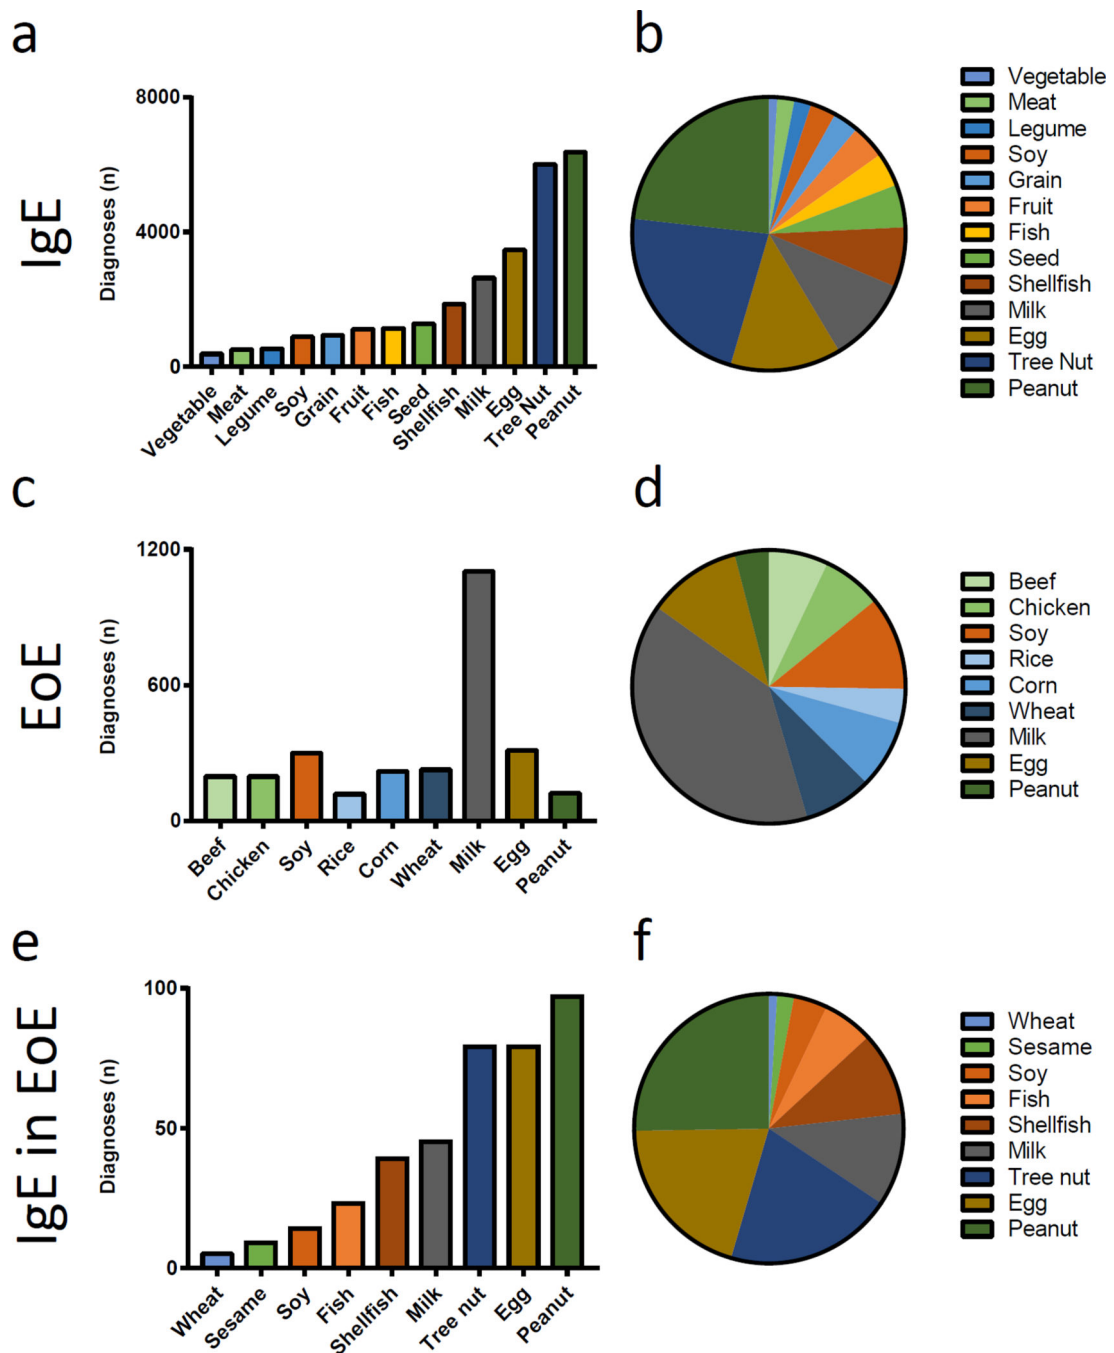 a
IgE
Diagnoses (n)
8000
4000
0
Vegetable
Meat
Legume
Soy
Grain
Fruit
Fish
Seed
Shellfish
Milk
Egg
Tree Nut
Peanut
b
Vegetable
Meat
Legume
Soy
Grain
Fruit
Fish
Seed
Shellfish
Milk
Egg
Tree Nut
Peanut
c
EoE
Diagnoses (n)
1200
600
0
Beef
Chicken
Soy
Rice
Corn
Wheat
Milk
Egg
Peanut
d
Beef
Chicken
Soy
Rice
Corn
Wheat
Milk
Egg
Peanut
e
IgE in EoE
Diagnoses (n)
100
50
0
Wheat
Sesame
Soy
Fish
Shellfish
Milk
Tree nut
Egg
Peanut
f
Wheat
Sesame
Soy
Fish
Shellfish
Milk
Tree nut
Egg
Peanut